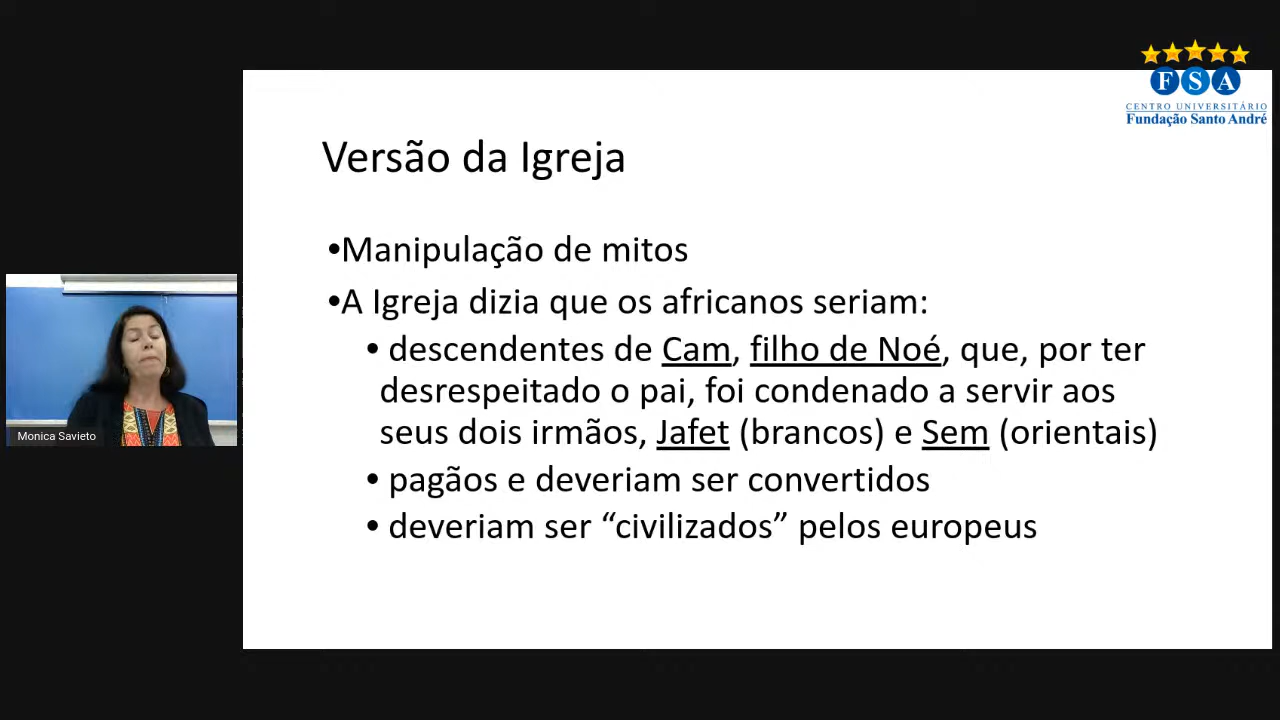 F S A
CENTRO UNIVERSITÁRIO
Fundação Santo André
Versão da Igreja
•Manipulação de mitos
•A Igreja dizia que os africanos seriam:
• descendentes de Cam, filho de Noé, que, por ter
desrespeitado o pai, foi condenado a servir aos
seus dois irmãos, Jafet (brancos) e Sem (orientais)
• pagãos e deveriam ser convertidos
• deveriam ser “civilizados” pelos europeus
Monica Savieto